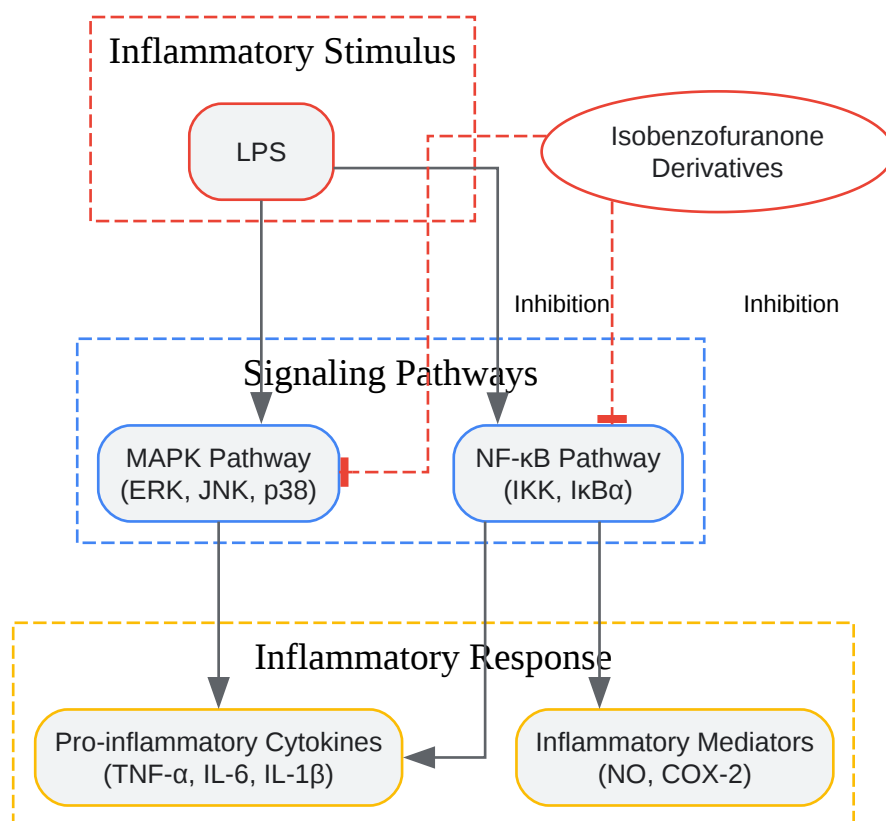 Inflammatory Stimulus
LPS
Isobenzofuranone
Derivatives
Inhibition
Inhibition
Signaling Pathways
MAPK Pathway
(ERK, JNK, p38)
NF-κB Pathway
(IKK, IκBα)
Inflammatory Response
Pro-inflammatory Cytokines
(TNF-α, IL-6, IL-1β)
Inflammatory Mediators
(NO, COX-2)